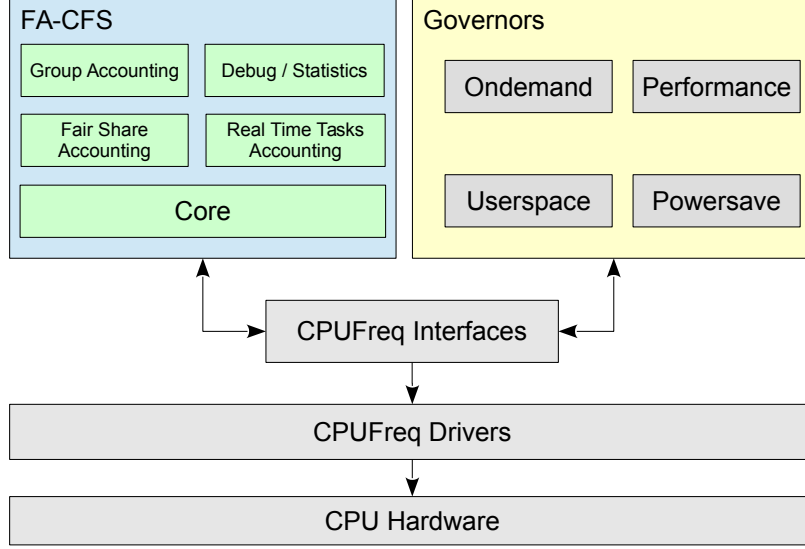 FA-CFS
Group Accounting
Debug / Statistics
Fair Share
Accounting
Real Time Tasks
Accounting
Core
Governors
Ondemand
Performance
Userspace
Powersave
CPUFreq Interfaces
CPUFreq Drivers
CPU Hardware